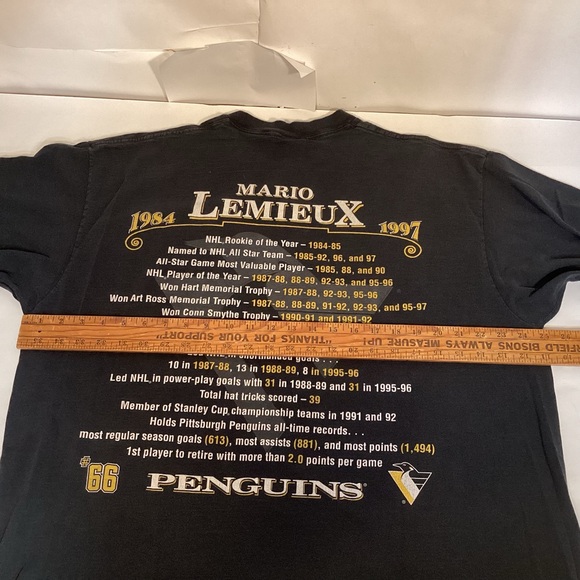 MARIO
LEMIEUX
1984
1997
NHL Rookie of the Year – 1984-85
Named to NHL All Star Team – 1985-92, 96, and 97
All-Star Game Most Valuable Player – 1985, 88, and 90
NHL Player of the Year – 1987-88, 88-89, 92-93, and 95-96
Won Hart Memorial Trophy – 1987-88, 92-93, 95-96
Won Art Ross Memorial Trophy – 1987-88, 88-89, 91-92, 92-93, and 95-97
Won Conn Smythe Trophy – 1990-91 and 1991-92
"THANKS FOR YOUR SUPPORT"
FIELD BISONS ALWAYS MEASURE UP!
Led NHL in shorthanded goals . . .
10 in 1987-88, 13 in 1988-89, 8 in 1995-96
Led NHL in power-play goals with 31 in 1988-89 and 31 in 1995-96
Total hat tricks scored – 39
Member of Stanley Cup championship teams in 1991 and 92
Holds Pittsburgh Penguins all-time records. . .
most regular season goals (613), most assists (881), and most points (1,494)
1st player to retire with more than 2.0 points per game
#66
PENGUINS